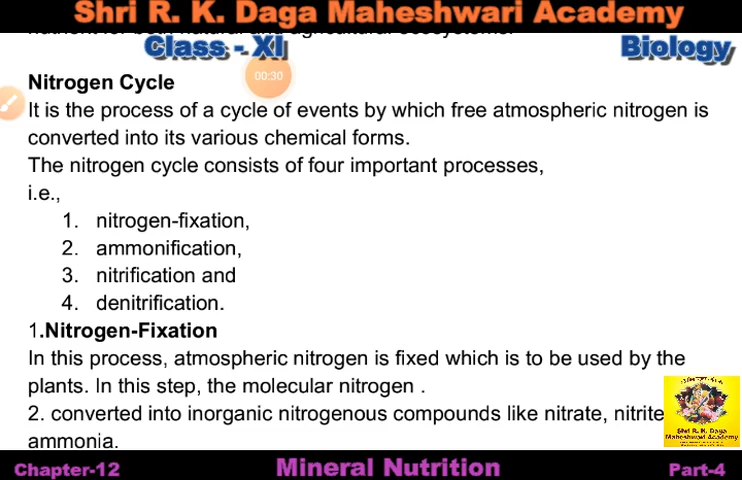 Shri R. K. Daga Maheshwari Academy
Class - XI
Biology
00:30
Nitrogen Cycle
It is the process of a cycle of events by which free atmospheric nitrogen is
converted into its various chemical forms.
The nitrogen cycle consists of four important processes,
i.e.,
1. nitrogen-fixation,
2. ammonification,
3. nitrification and
4. denitrification.
1.Nitrogen-Fixation
In this process, atmospheric nitrogen is fixed which is to be used by the
plants. In this step, the molecular nitrogen .
2. converted into inorganic nitrogenous compounds like nitrate, nitrite
ammonia.
Shri R. K. Daga
Maheshwari Academy
Chapter-12
Mineral Nutrition
Part-4